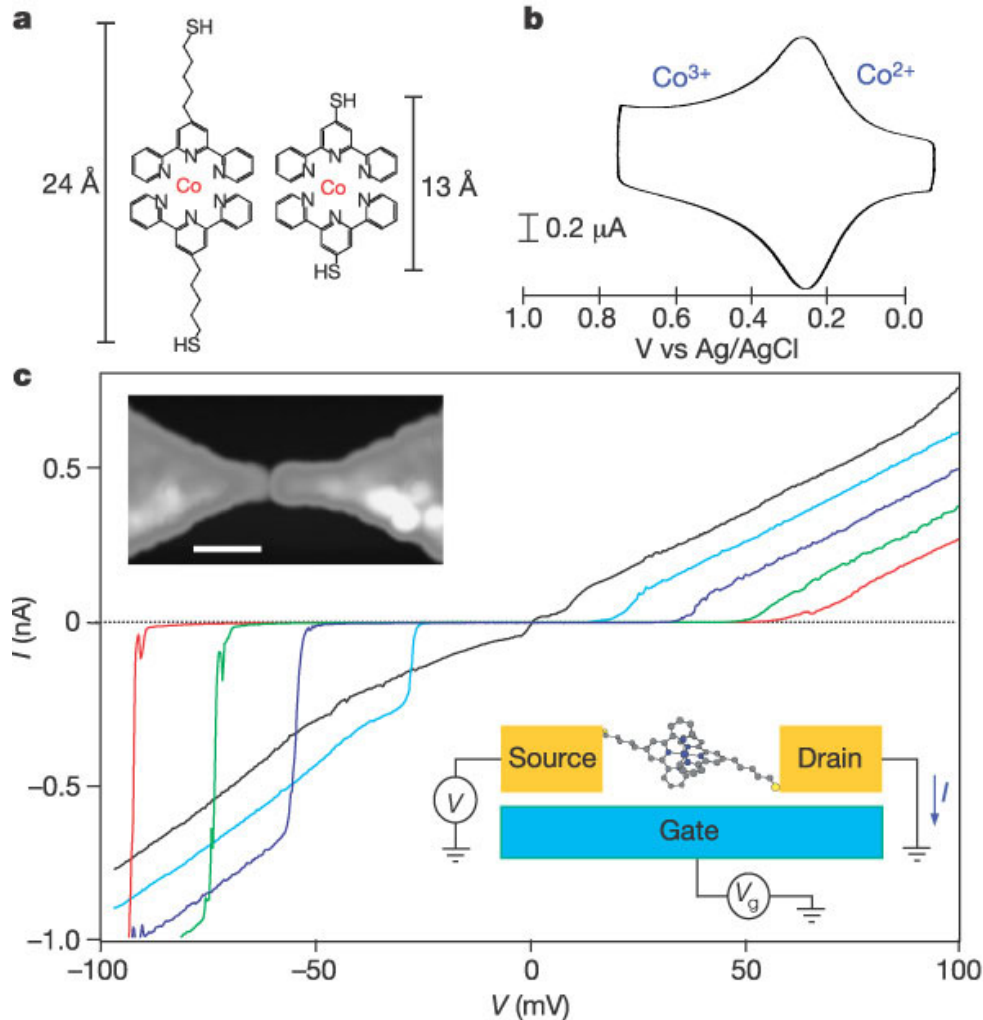 a
SH
N
N
N
Co
N
N
N
HS
24 Å
SH
N
N
N
Co
N
N
N
HS
13 Å
b
Co³⁺
Co²⁺
0.2 μA
1.0 0.8 0.6 0.4 0.2 0.0
V vs Ag/AgCl
c
0.5
0
−0.5
−1.0
I (nA)
Source
Drain
Gate
V
I
Vg
−100 −50 0 50 100
V (mV)